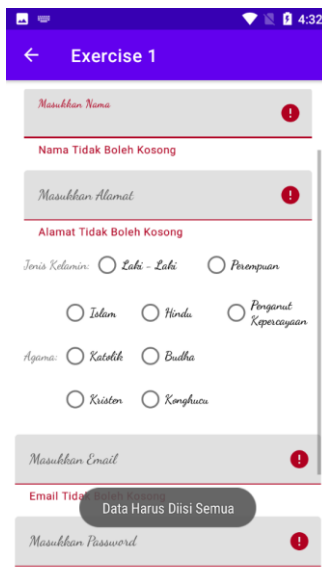 4:32
Exercise 1
Masukkan Nama
Nama Tidak Boleh Kosong
Masukkan Alamat
Alamat Tidak Boleh Kosong
Jenis Kelamin: Laki - Laki Perempuan
Islam Hindu Penganut
Kepercayaan
Agama: Katolik Budha
Kristen Konghucu
Masukkan Email
Email Tidak Boleh Kosong
Data Harus Diisi Semua
Masukkan Password